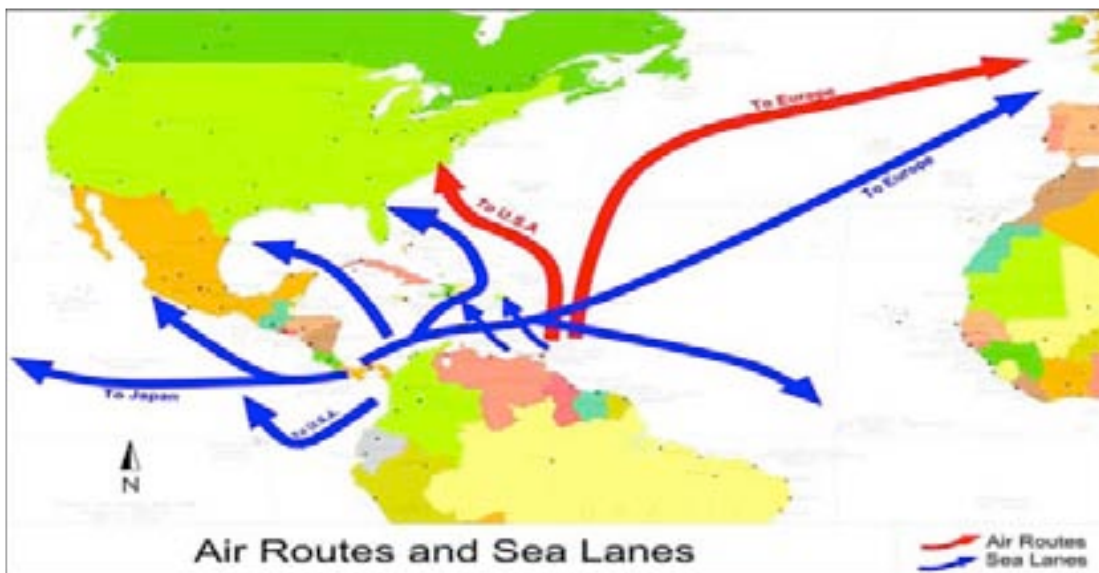 To Europe
To Europe
To U.S.A
To Japan
To U.S.A.
N
Air Routes and Sea Lanes
Air Routes
Sea Lanes